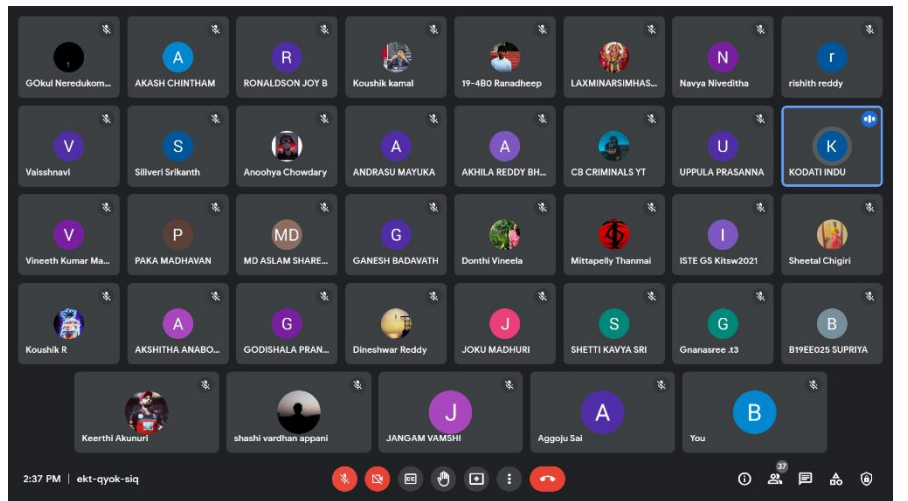 GOkul Neredukom...
A
AKASH CHINTHAM
R
RONALDSON JOY B
Koushik kamal
19-4B0 Ranadheep
LAXMINARSIMHAS...
N
Navya Niveditha
r
rishith reddy
V
Vaisshnavi
S
Siliveri Srikanth
Anoohya Chowdary
A
ANDRASU MAYUKA
A
AKHILA REDDY BH...
CB CRIMINALS YT
U
UPPULA PRASANNA
K
KODATI INDU
V
Vineeth Kumar Ma...
P
PAKA MADHAVAN
MD
MD ASLAM SHARE...
G
GANESH BADAVATH
Donthi Vineela
Mittapelly Thanmai
I
ISTE GS Kitsw2021
Sheetal Chigiri
Koushik R
A
AKSHITHA ANABO...
G
GODISHALA PRAN...
Dineshwar Reddy
J
JOKU MADHURI
S
SHETTI KAVYA SRI
G
Gnanasree .t3
B
B19EE025 SUPRIYA
Keerthi Akunuri
shashi vardhan appani
J
JANGAM VAMSHI
A
Aggoju Sai
B
You
2:37 PM | ekt-qyok-siq
CC
37